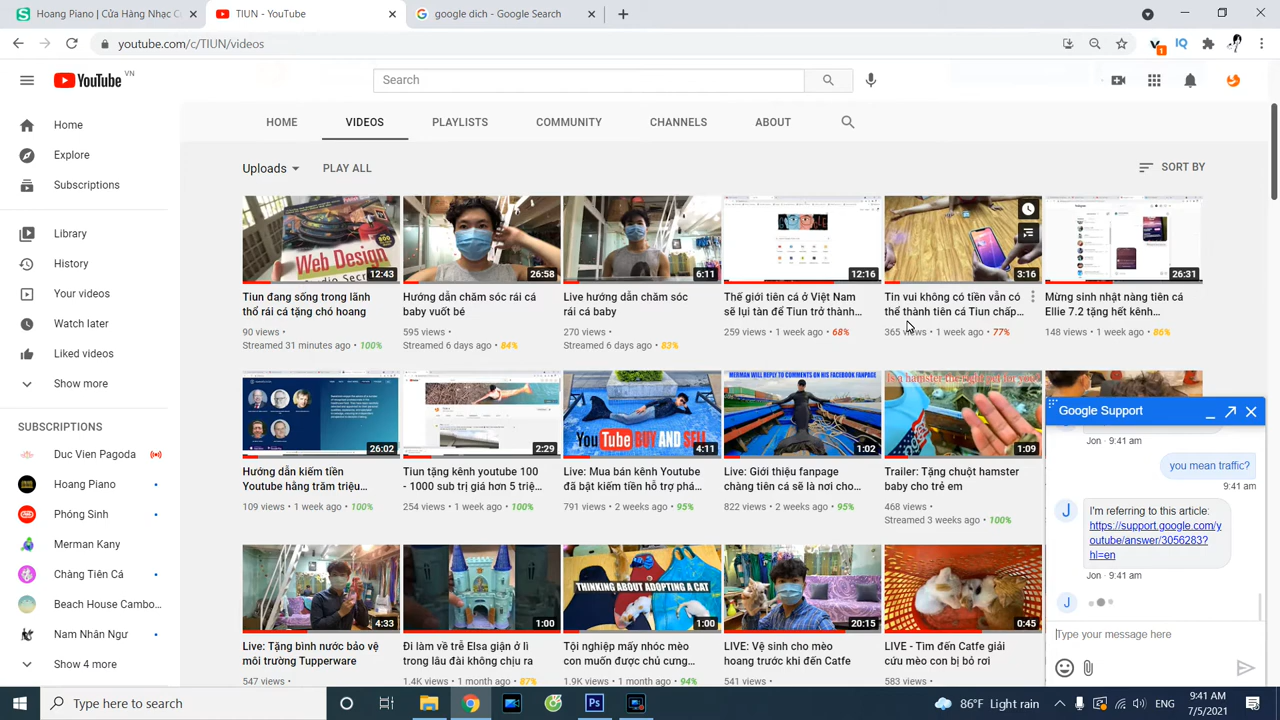 Hoang Piano | Cửa Hàng Nhạc C
TIUN - YouTube
google dich - Google Search
youtube.com/c/TIUN/videos
1
YouTube VN
Search
HOME
VIDEOS
PLAYLISTS
COMMUNITY
CHANNELS
ABOUT
Uploads
PLAY ALL
SORT BY
Home
Explore
Subscriptions
Library
History
Your videos
Watch later
Liked videos
Show more
SUBSCRIPTIONS
Duc Vien Pagoda
Hoang Piano
Phóng Sinh
Merman Kany
Chàng Tiên Cá
Beach House Cambo...
Nam Nhân Ngư
Show 4 more
Web Design
12:43
Tiun đang sống trong lãnh
thổ rái cá tặng chó hoang
90 views
Streamed 31 minutes ago • 100%
26:58
Hướng dẫn chăm sóc rái cá
baby vuốt bé
595 views
Streamed 6 days ago • 84%
6:11
Live hướng dẫn chăm sóc
rái cá baby
270 views
Streamed 6 days ago • 83%
12:16
Thế giới tiên cá ở Việt Nam
sẽ lụi tàn để Tiun trở thành...
259 views • 1 week ago • 68%
3:16
Tin vui không có tiền vẫn có
thể thành tiên cá Tiun chấp...
365 views • 1 week ago • 77%
26:31
Mừng sinh nhật nàng tiên cá
Ellie 7.2 tặng hết kênh...
148 views • 1 week ago • 86%
26:02
Hướng dẫn kiếm tiền
Youtube hằng trăm triệu...
109 views • 1 week ago • 100%
2:29
Tiun tặng kênh youtube 100
- 1000 sub trị giá hơn 5 triệ...
254 views • 1 week ago • 100%
YouTube BUY AND SELL
4:11
Live: Mua bán kênh Youtube
đã bật kiếm tiền hỗ trợ phá...
791 views • 2 weeks ago • 95%
MERMAN WILL REPLY TO COMMENTS ON HIS FACEBOOK FANPAGE
1:02
Live: Giới thiệu fanpage
chàng tiên cá sẽ là nơi cho...
822 views • 2 weeks ago • 95%
1:09
Trailer: Tặng chuột hamster
baby cho trẻ em
468 views
Streamed 3 weeks ago • 100%
4:33
Live: Tặng bình nước bảo vệ
môi trường Tupperware
547 views
1:00
Đi làm về trễ Elsa giận ở lì
trong lâu đài không chịu ra
1.4K views • 1 month ago • 87%
THINKING ABOUT ADOPTING A CAT
1:00
Tội nghiệp mấy nhóc mèo
con muốn được chủ cưng...
1.9K views • 1 month ago • 94%
20:15
LIVE: Vệ sinh cho mèo
hoang trước khi đến Catfe
541 views
0:45
LIVE - Tìm đến Catfe giải
cứu mèo con bị bỏ rơi
583 views
Google Support
Jon · 9:41 am
you mean traffic?
9:41 am
J
I'm referring to this article:
https://support.google.com/y
outube/answer/3056283?
hl=en
Jon · 9:41 am
J
Type your message here
Type here to search
86°F Light rain
ENG
9:41 AM
7/5/2021